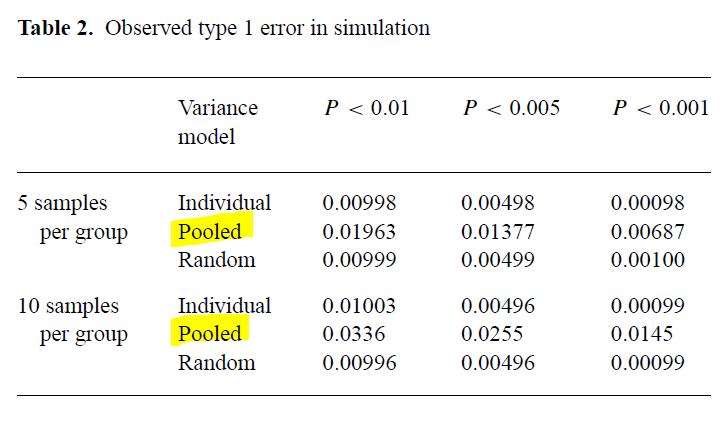 Table 2. Observed type 1 error in simulation
Variance model P < 0.01 P < 0.005 P < 0.001
5 samples per group Individual 0.00998 0.00498 0.00098
Pooled 0.01963 0.01377 0.00687
Random 0.00999 0.00499 0.00100
10 samples per group Individual 0.01003 0.00496 0.00099
Pooled 0.0336 0.0255 0.0145
Random 0.00996 0.00496 0.00099